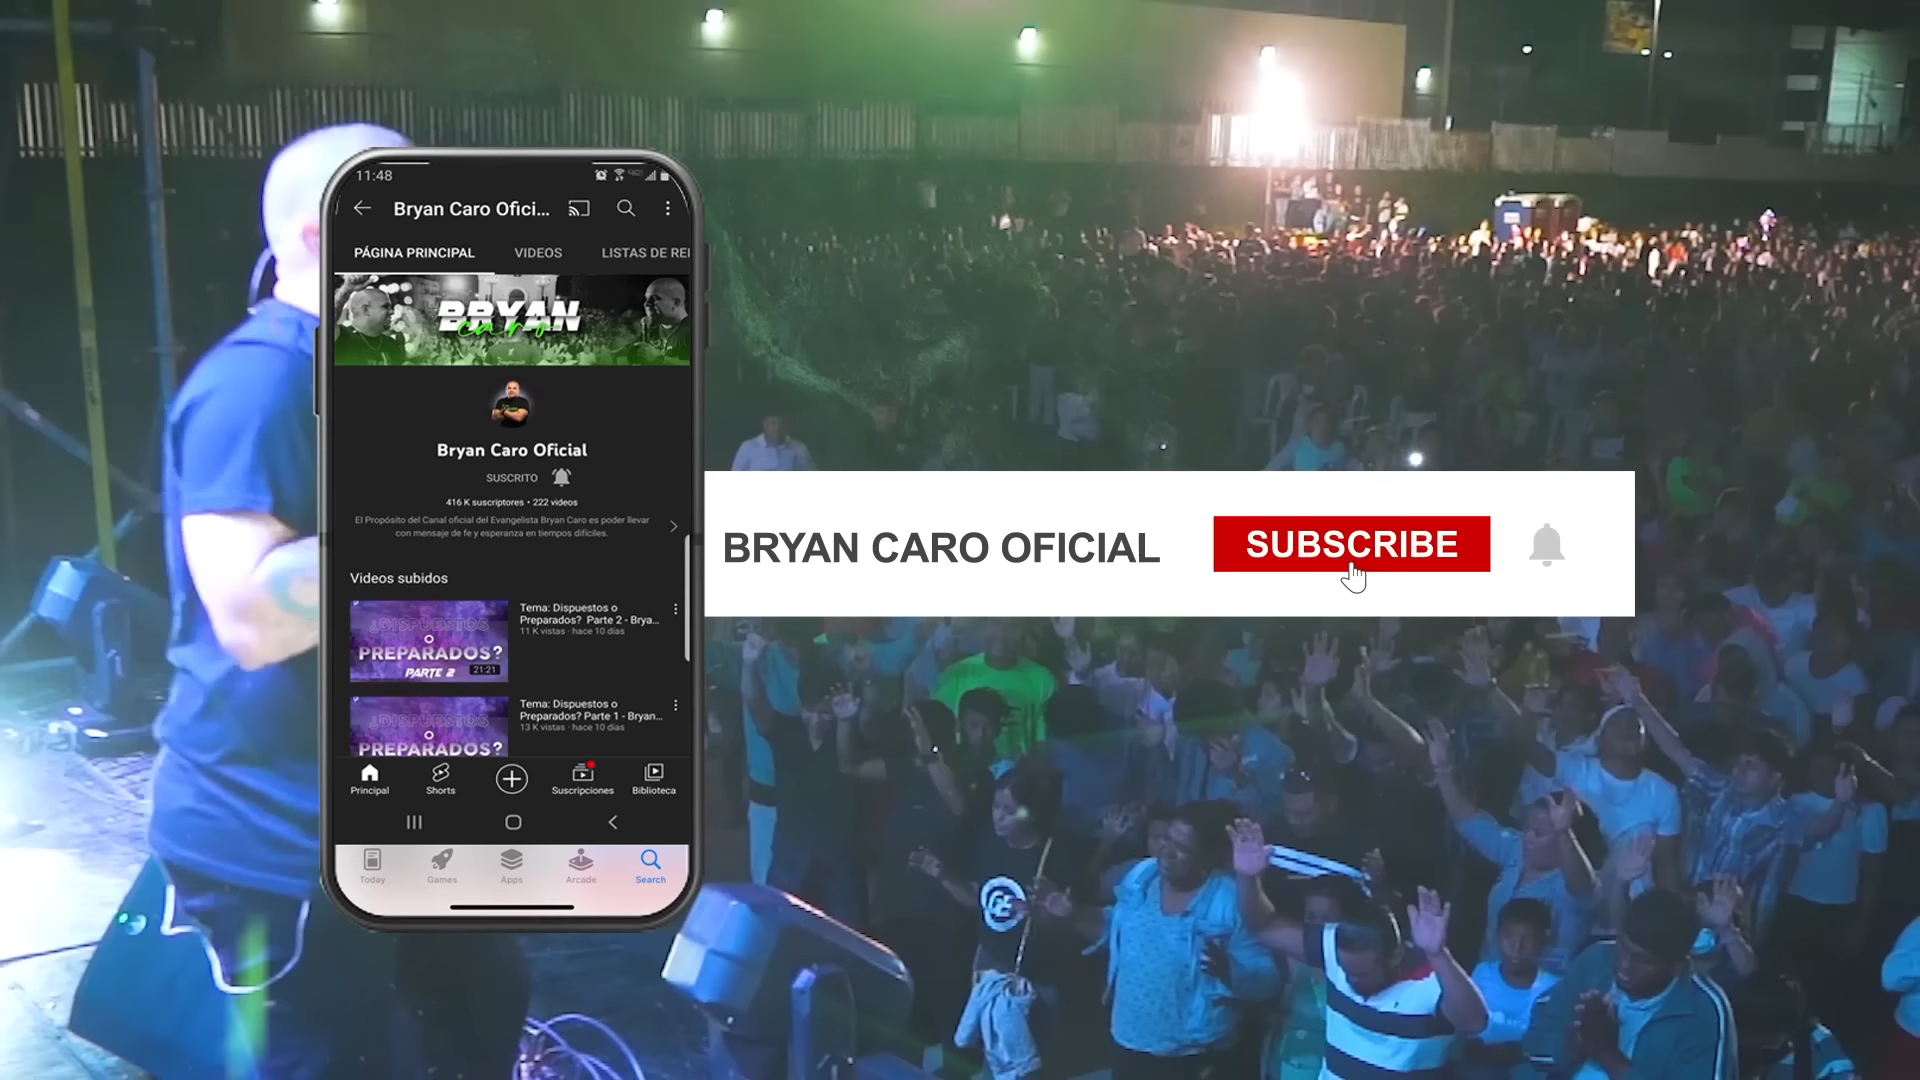 11:48
Bryan Caro Ofici...
PÁGINA PRINCIPAL VIDEOS LISTAS DE REI
BRYAN
caro
Bryan Caro Oficial
SUSCRITO
416 K suscriptores • 222 videos
El Propósito del Canal oficial del Evangelista Bryan Caro es poder llevar
con mensaje de fe y esperanza en tiempos difíciles.
Videos subidos
¿DISPUESTOS
O
PREPARADOS?
PARTE 2
21:21
Tema: Dispuestos o
Preparados? Parte 2 - Brya...
11 K vistas · hace 10 días
¿DISPUESTOS
O
PREPARADOS?
Tema: Dispuestos o
Preparados? Parte 1 - Bryan...
13 K vistas · hace 10 días
Principal Shorts Suscripciones Biblioteca
Today Games Apps Arcade Search
BRYAN CARO OFICIAL SUBSCRIBE